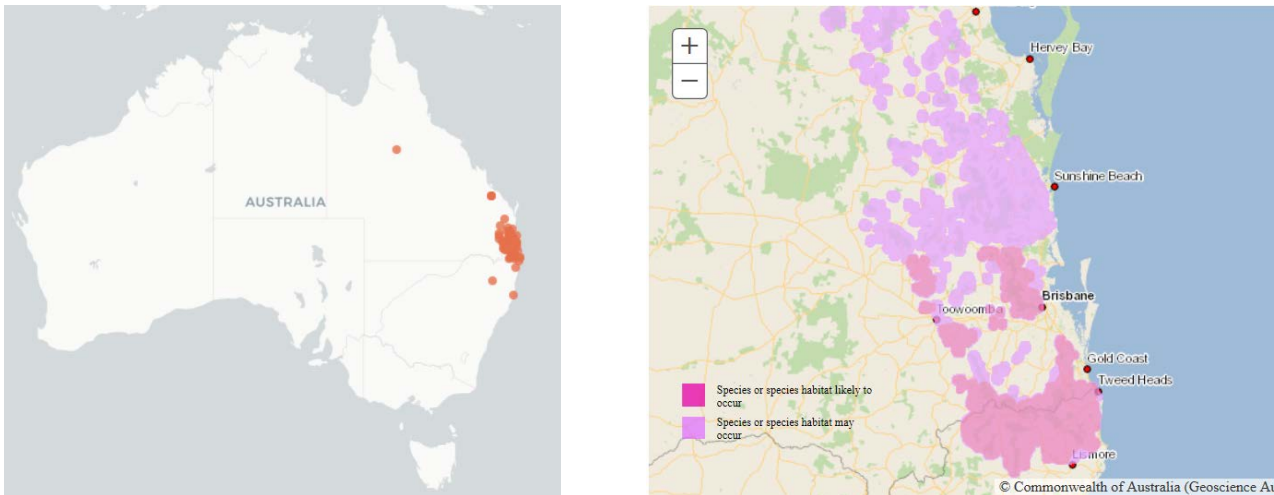 AUSTRALIA
+
−
Hervey Bay
Sunshine Beach
Brisbane
Toowoomba
Gold Coast
Tweed Heads
Species or species habitat likely to
occur
Species or species habitat may
occur
Lismore
© Commonwealth of Australia (Geoscience Au